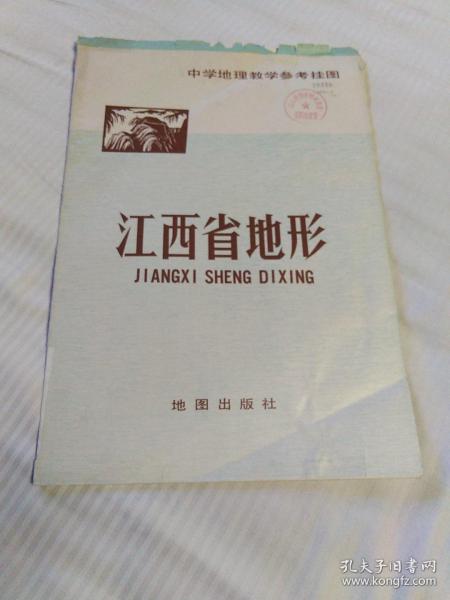 中学地理教学参考挂图
江西省地形
JIANGXI SHENG DIXING
地图出版社
孔夫子旧书网
www.kongfz.com